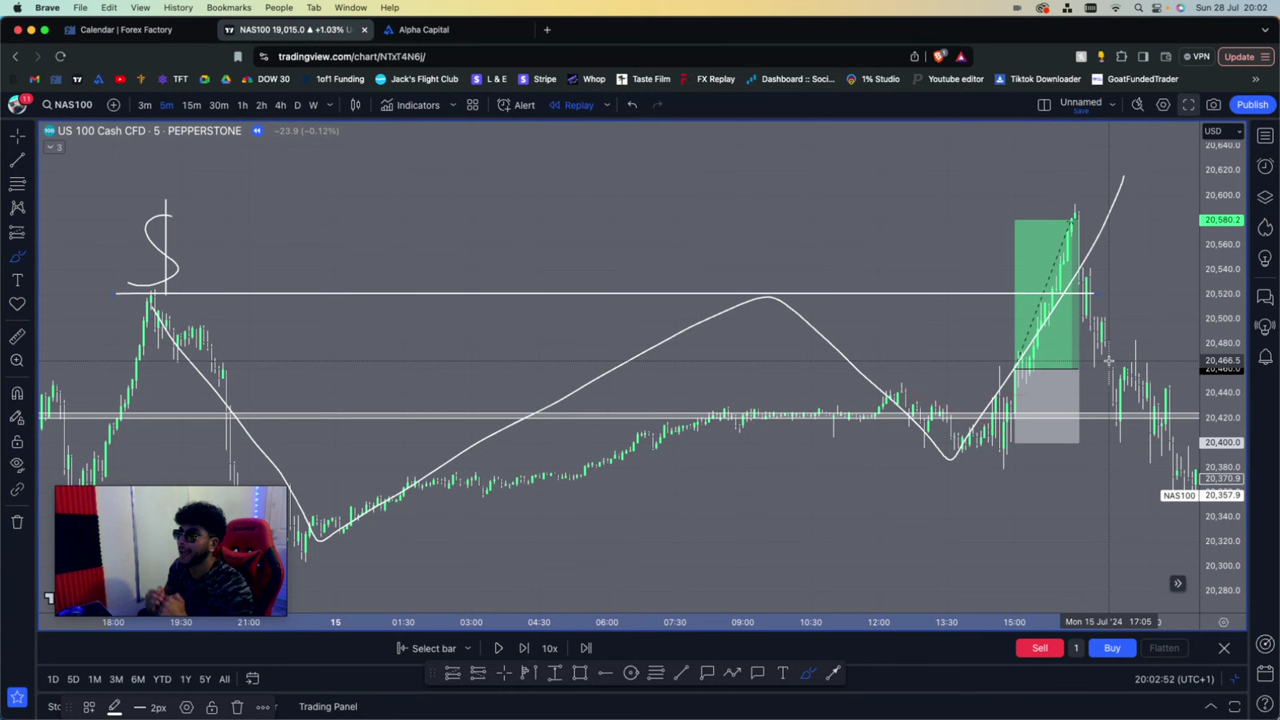 Brave File Edit View History Bookmarks People Tab Window Help Sun 28 Jul 20:02
Calendar | Forex Factory NAS100 19,015.0 ▲ +1.03% Alpha Capital
tradingview.com/chart/NTxT4N6j/ VPN Update
TFT DOW 30 1of1 Funding Jack's Flight Club L & E Stripe Whop Taste Film FX Replay Dashboard :: Soci... 1% Studio Youtube editor Tiktok Downloader GoatFundedTrader
11 NAS100 3m 5m 15m 30m 1h 2h 4h D W Indicators Alert Replay Unnamed Save Publish
US 100 Cash CFD · 5 · PEPPERSTONE −23.9 (−0.12%) USD
3
20,640.0
20,600.0
20,580.2
20,560.0
20,540.0
20,520.0
20,500.0
20,480.0
20,466.5
20,460.0
20,440.0
20,420.0
20,400.0
20,380.0
20,370.9
NAS100 20,357.9
20,340.0
20,320.0
20,300.0
20,280.0
18:00 19:30 21:00 15 01:30 03:00 04:30 06:00 07:30 09:00 10:30 12:00 13:30 15:00 Mon 15 Jul '24 17:05
Select bar 10x Sell 1 Buy Flatten
1D 5D 1M 3M 6M YTD 1Y 5Y All 20:02:52 (UTC+1)
2px Trading Panel